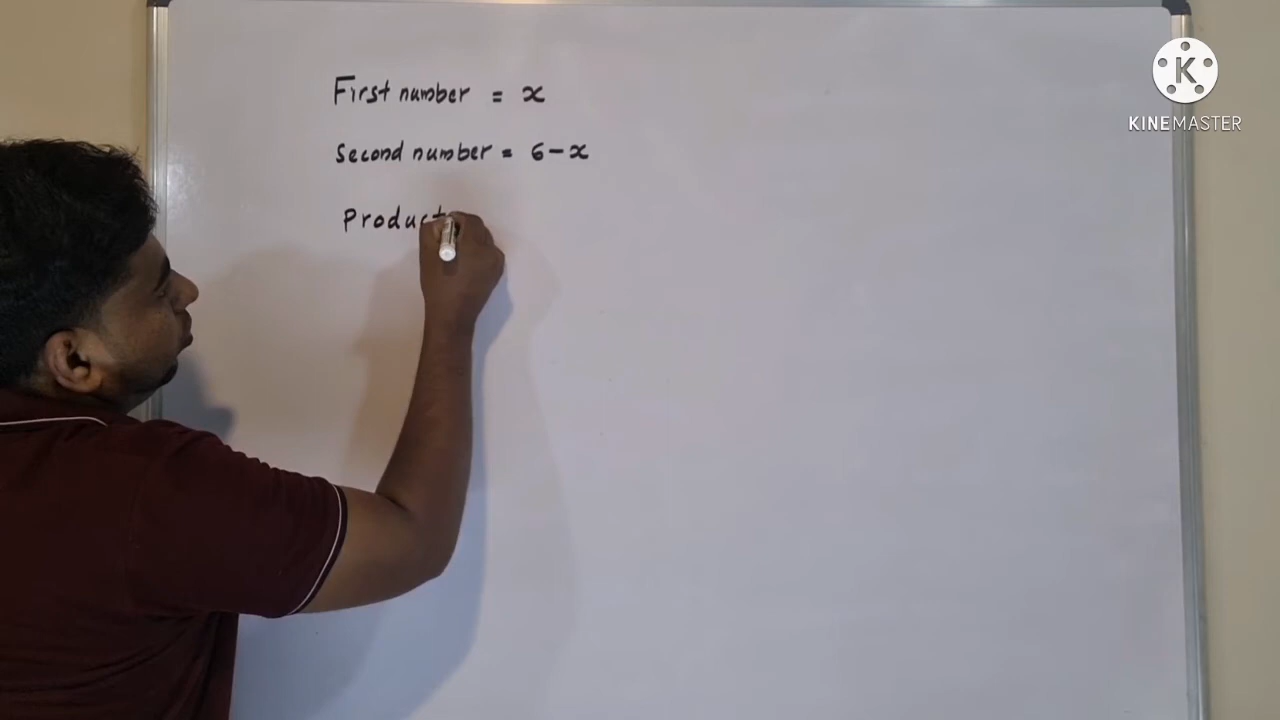 First number = x
Second number = 6-x
Product
KINEMASTER